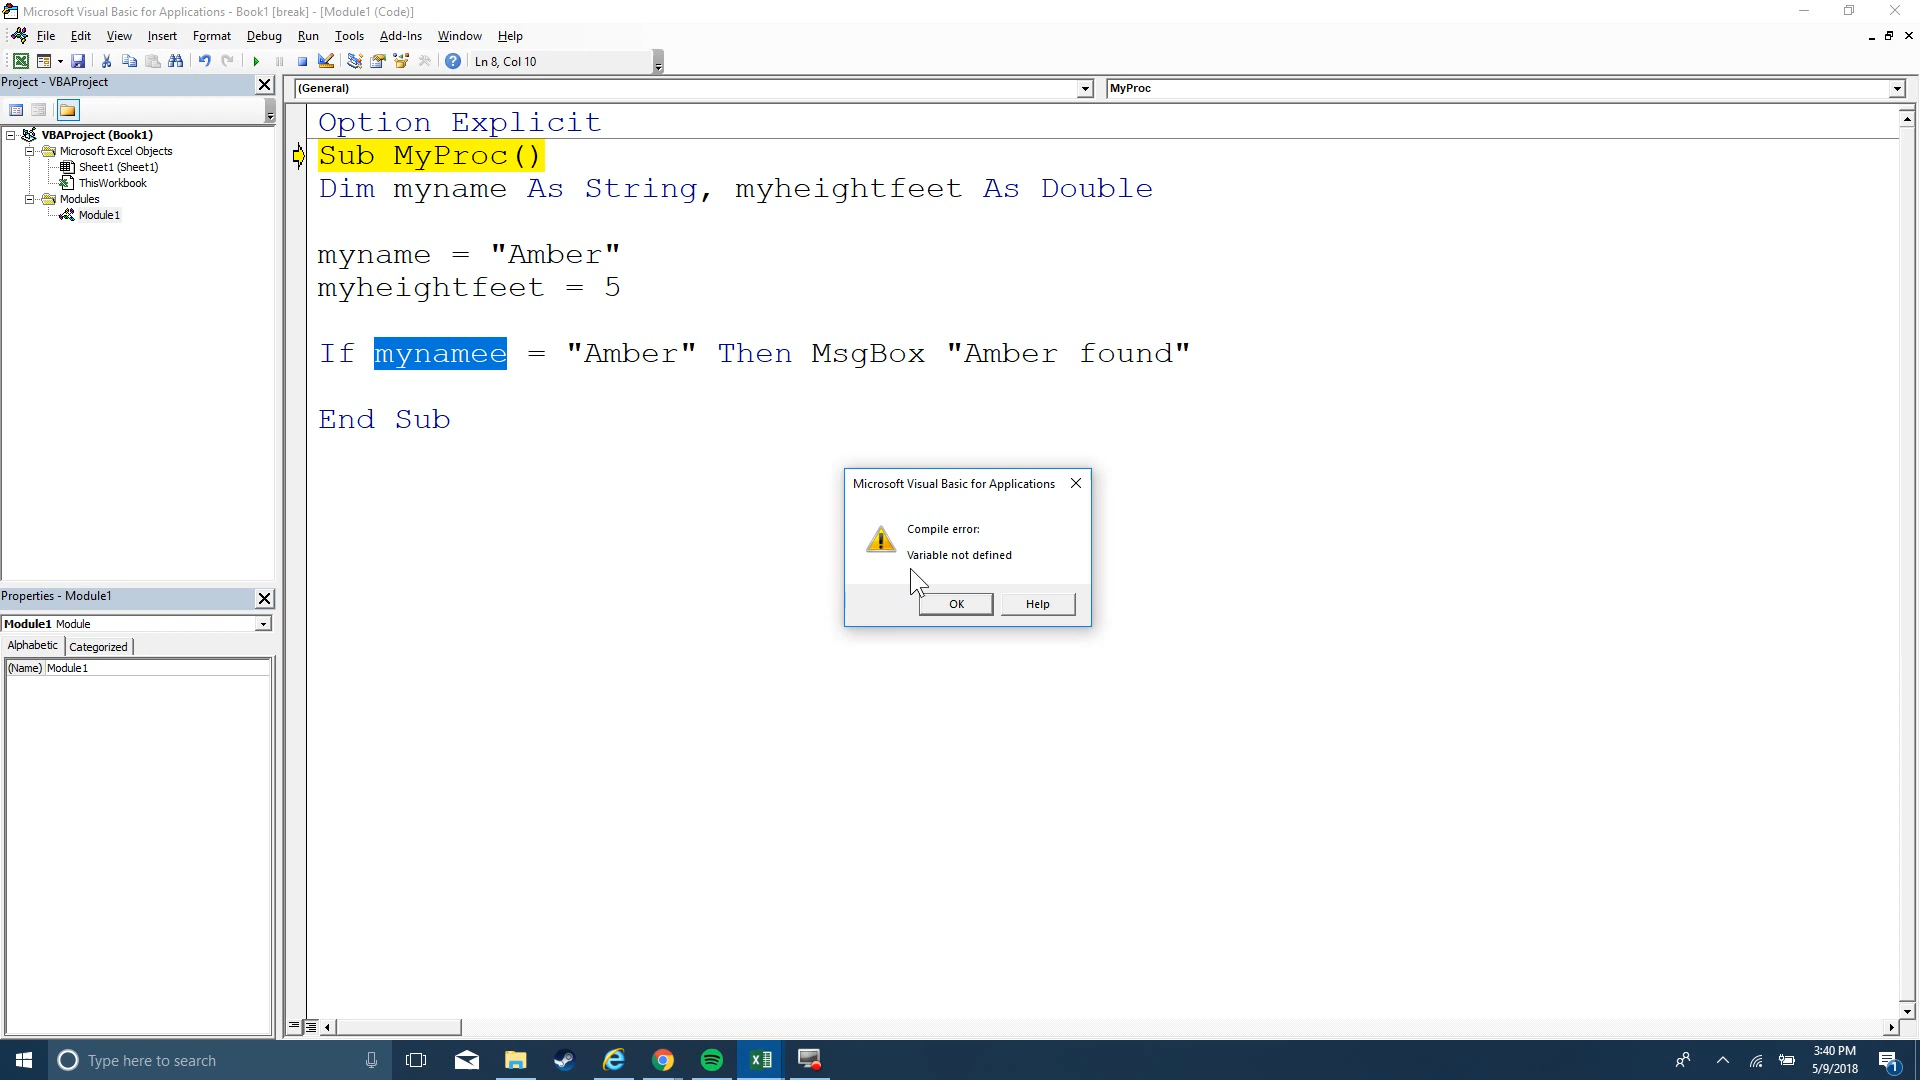 Microsoft Visual Basic for Applications - Book1 [break] - [Module1 (Code)]
File Edit View Insert Format Debug Run Tools Add-Ins Window Help
Ln 8, Col 10
Project - VBAProject
(General)
MyProc
VBAProject (Book1)
Microsoft Excel Objects
Sheet1 (Sheet1)
ThisWorkbook
Modules
Module1
Option Explicit
Sub MyProc()
Dim myname As String, myheightfeet As Double
myname = "Amber"
myheightfeet = 5
If mynamee = "Amber" Then MsgBox "Amber found"
End Sub
Microsoft Visual Basic for Applications
Compile error:
Variable not defined
OK
Help
Properties - Module1
Module1 Module
Alphabetic Categorized
(Name) Module1
Type here to search
3:40 PM
5/9/2018
1